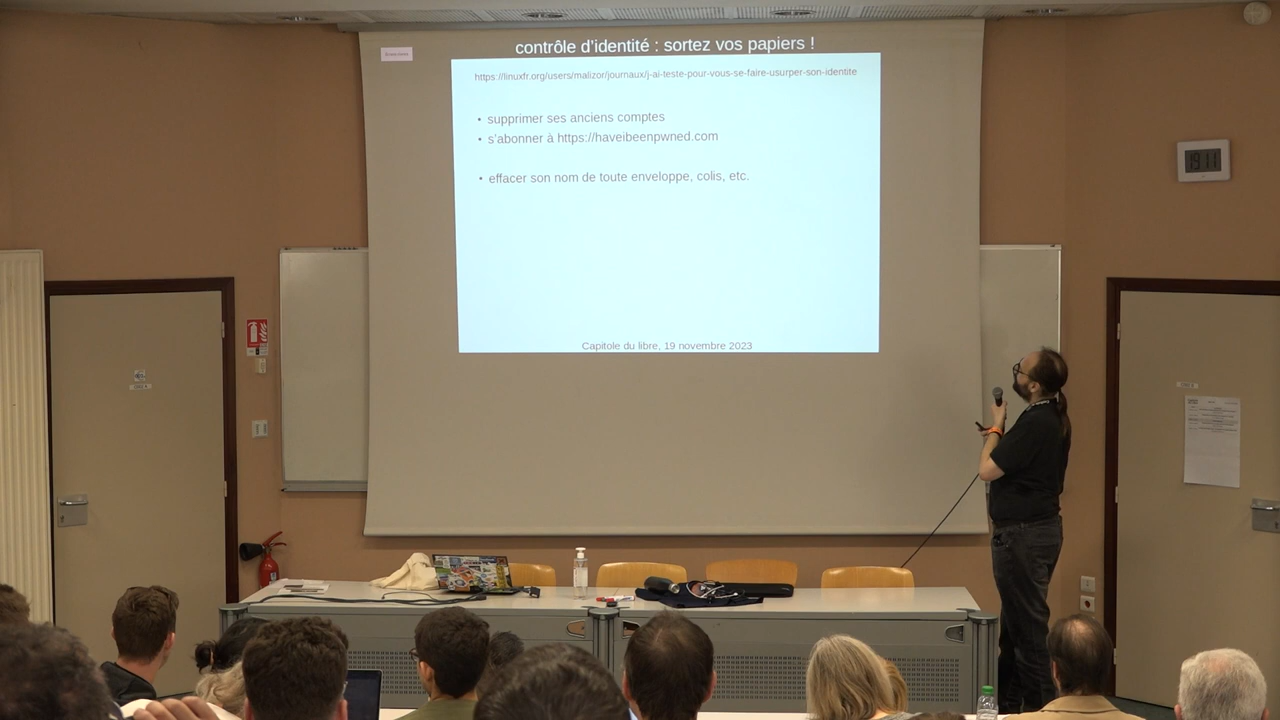 contrôle d'identité : sortez vos papiers !
https://linuxfr.org/users/malizor/journaux/j-ai-teste-pour-vous-se-faire-usurper-son-identite
• supprimer ses anciens comptes
• s'abonner à https://haveibeenpwned.com
• effacer son nom de toute enveloppe, colis, etc.
Capitole du libre, 19 novembre 2023
19:11